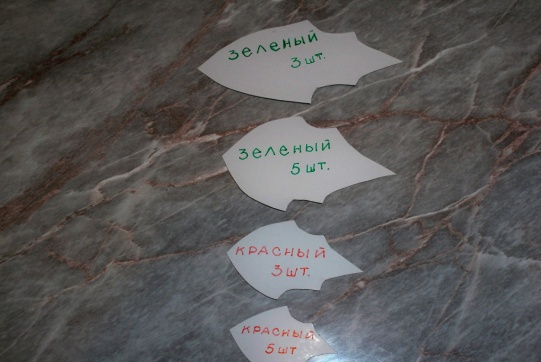 зеленый
3 шт.
зеленый
5 шт.
красный
3 шт.
красный
5 шт